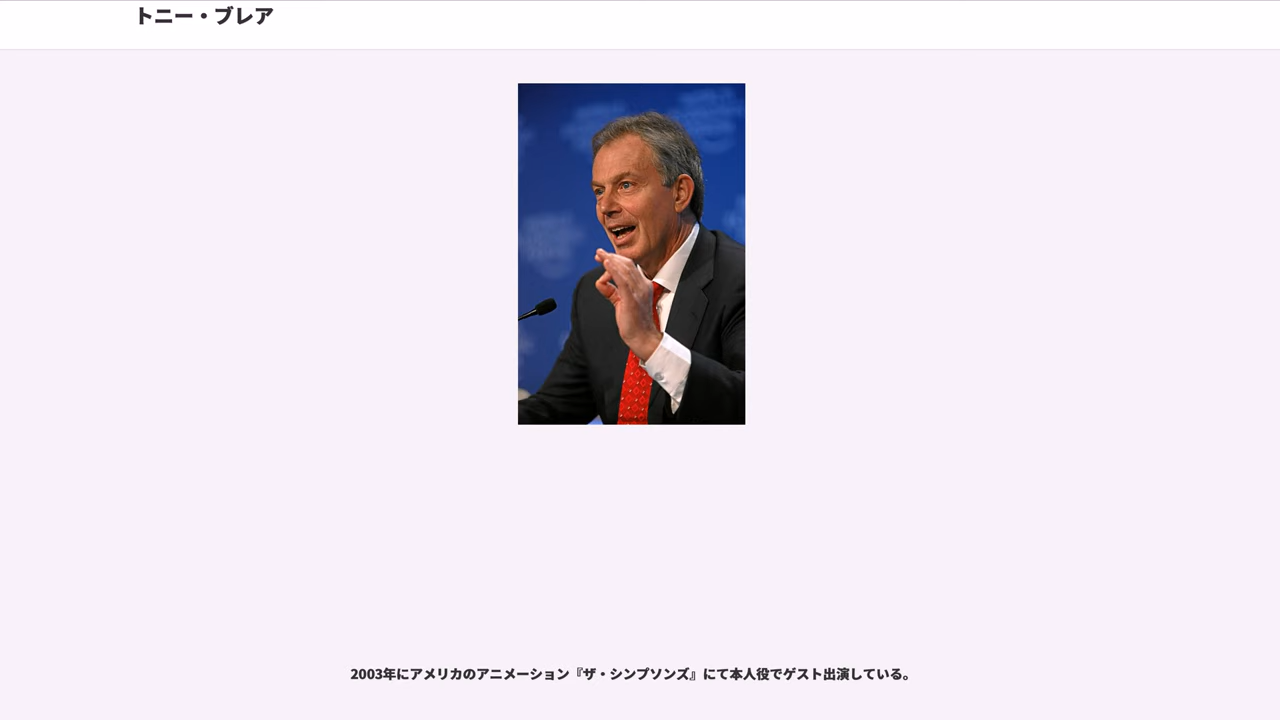 トニー・ブレア
2003年にアメリカのアニメーション『ザ・シンプソンズ』にて本人役でゲスト出演している。